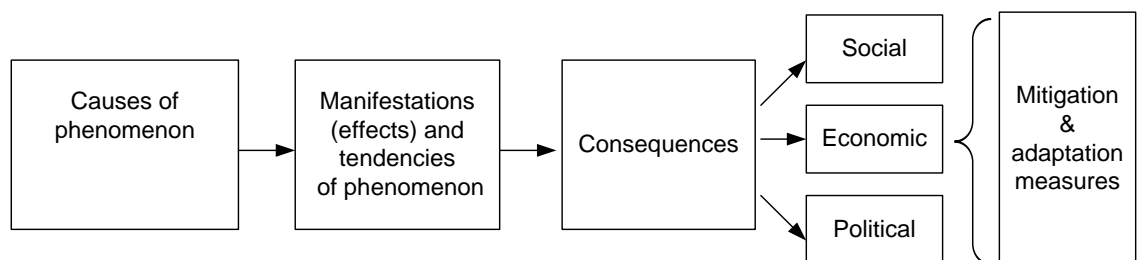 Causes of
phenomenon
Manifestations
(effects) and
tendencies
of phenomenon
Consequences
Social
Economic
Political
Mitigation
&
adaptation
measures